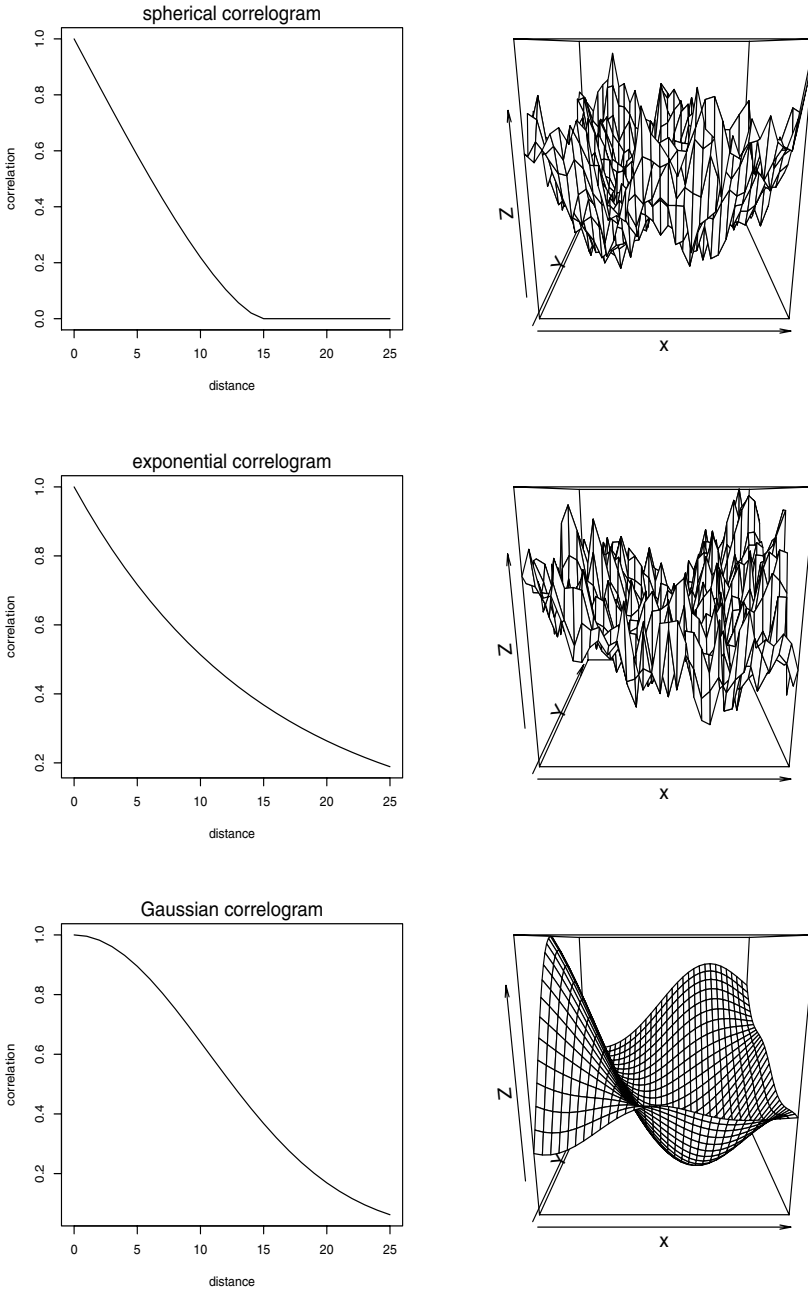 spherical correlogram
correlation
0.0 0.2 0.4 0.6 0.8 1.0
0 5 10 15 20 25
distance
Z
Y
X
exponential correlogram
correlation
0.2 0.4 0.6 0.8 1.0
0 5 10 15 20 25
distance
Z
Y
X
Gaussian correlogram
correlation
0.2 0.4 0.6 0.8 1.0
0 5 10 15 20 25
distance
Z
Y
X